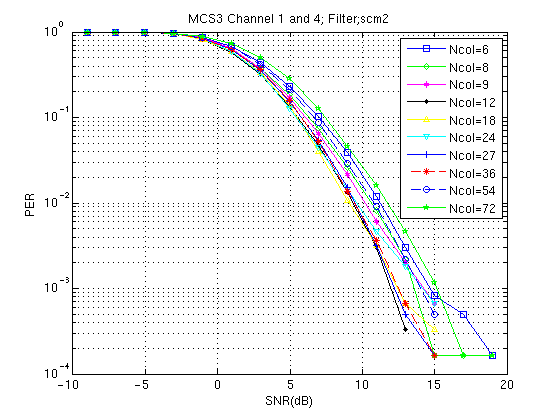 MCS3 Channel 1 and 4; Filter;scm2
10^0
10^-1
10^-2
10^-3
10^-4
PER
-10
-5
0
5
10
15
20
SNR(dB)
Ncol=6
Ncol=8
Ncol=9
Ncol=12
Ncol=18
Ncol=24
Ncol=27
Ncol=36
Ncol=54
Ncol=72